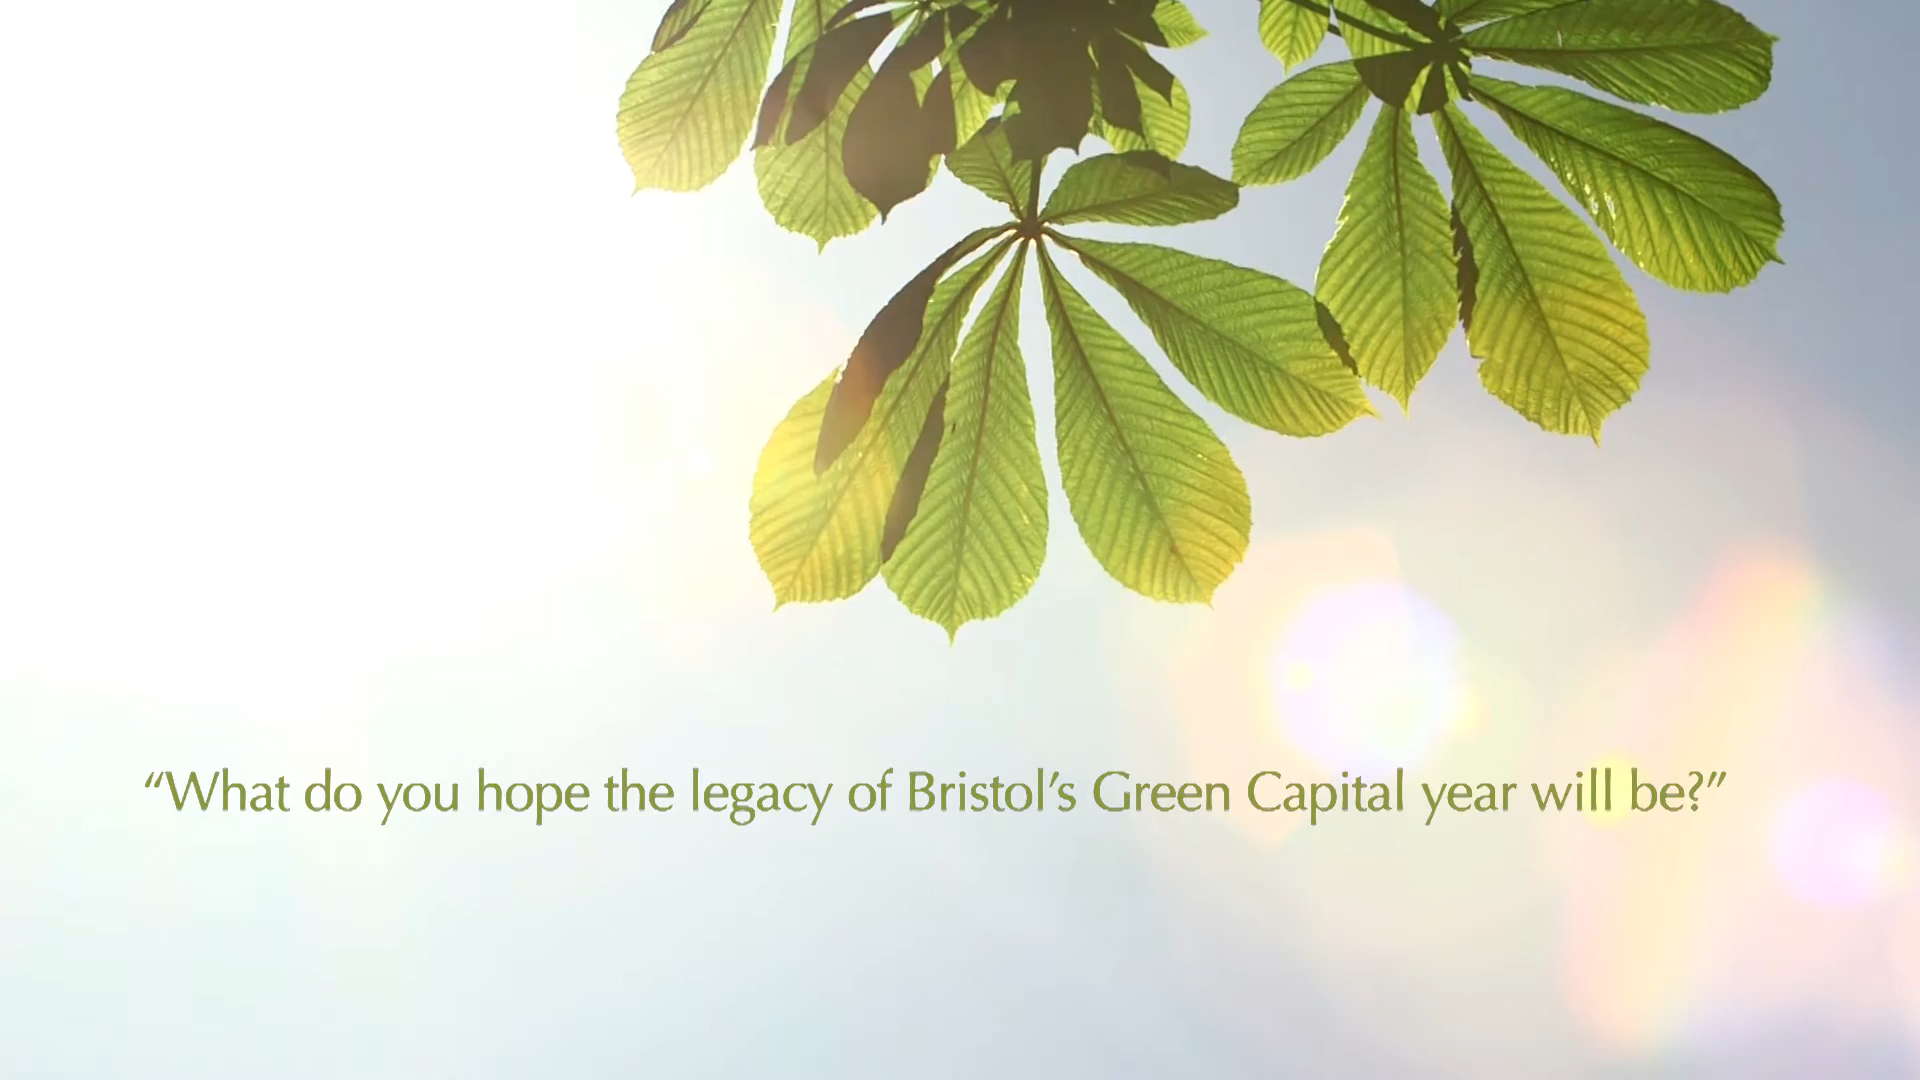 “What do you hope the legacy of Bristol’s Green Capital year will be?”